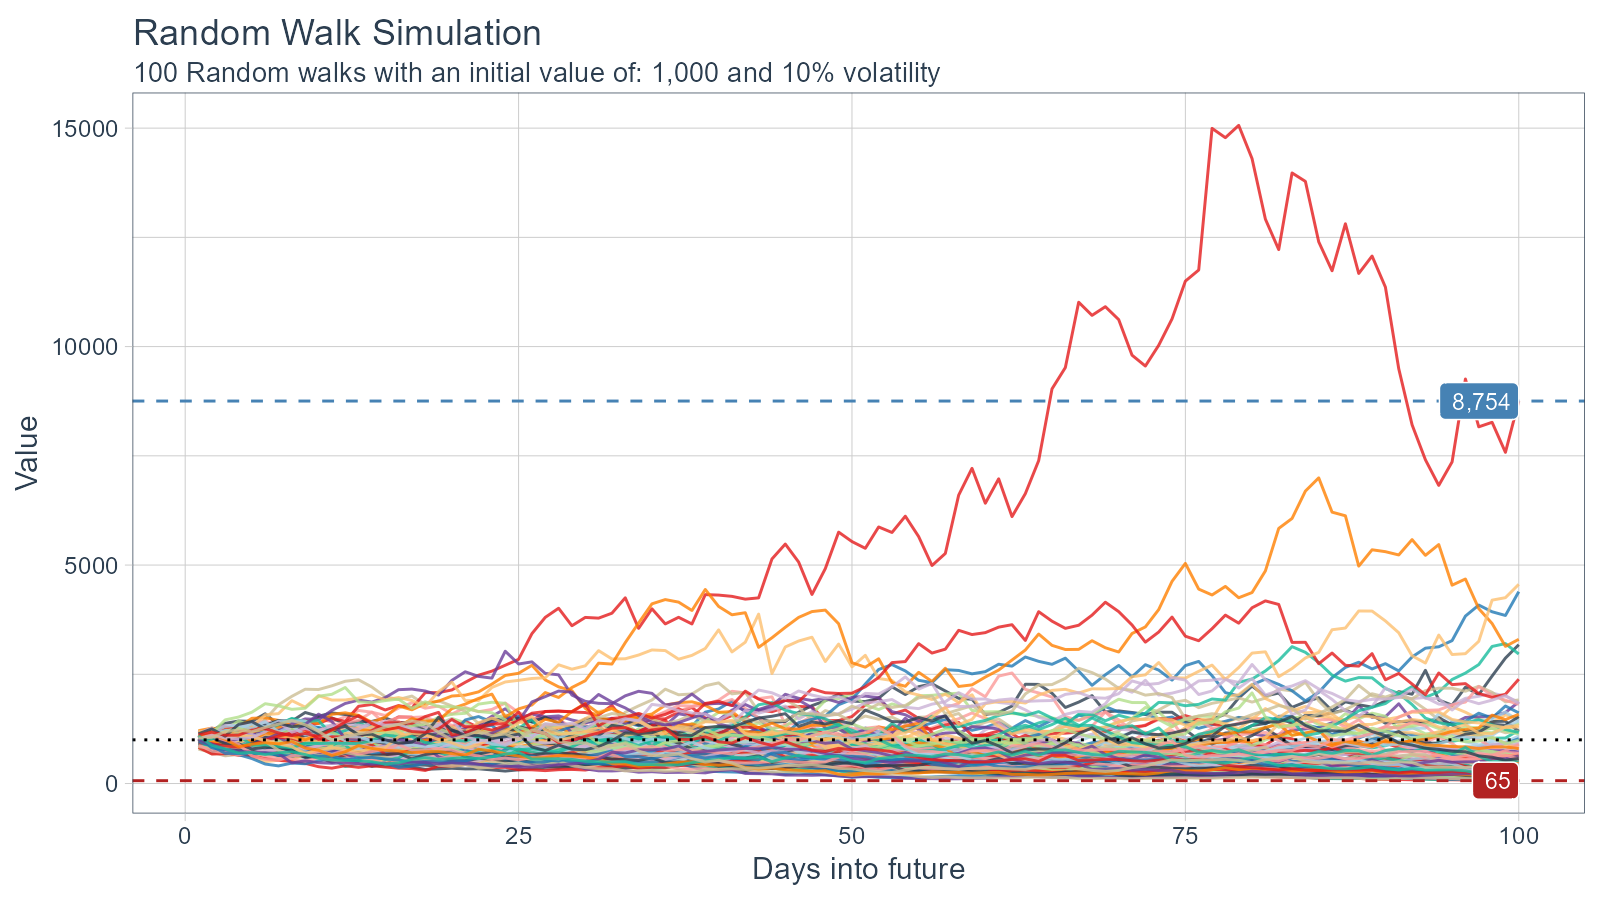 Random Walk Simulation
100 Random walks with an initial value of: 1,000 and 10% volatility
15000
10000
5000
0
Value
8,754
65
0
25
50
75
100
Days into future